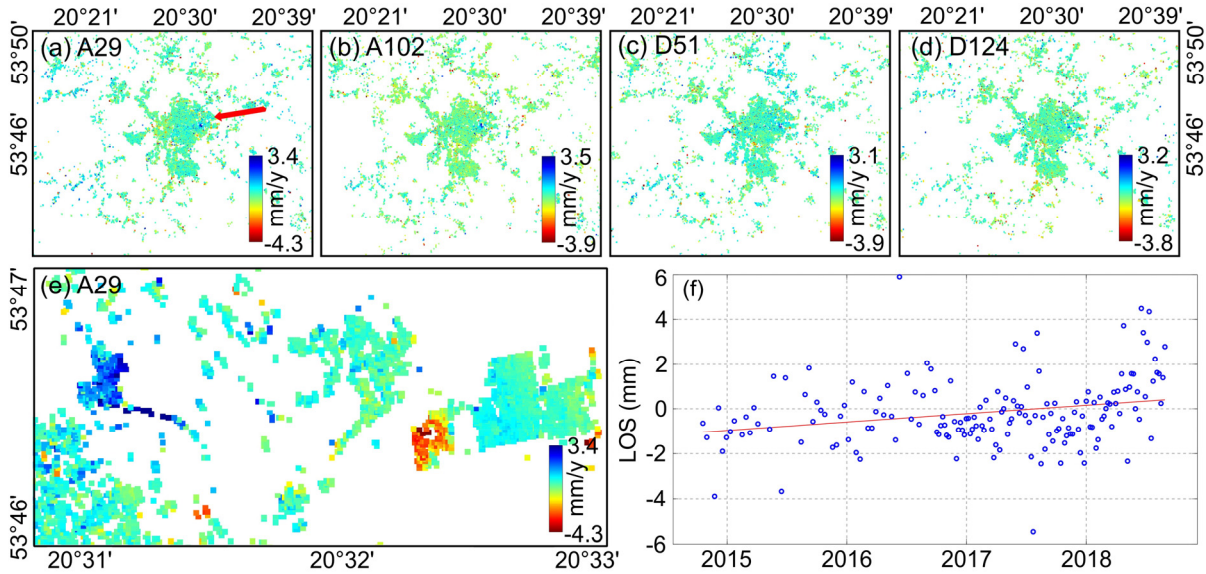 20°21' 20°30' 20°39' 20°21' 20°30' 20°39'
20°21' 20°30' 20°39' 20°21' 20°30' 20°39'
53°50'
53°46'
(a) A29
3.4
mm/y
-4.3
(b) A102
3.5
mm/y
-3.9
(c) D51
3.1
mm/y
-3.9
(d) D124
3.2
mm/y
-3.8
53°50'
53°46'
53°47'
53°46'
(e) A29
3.4
mm/y
-4.3
20°31' 20°32' 20°33'
(f)
LOS (mm)
6
4
2
0
-2
-4
-6
2015 2016 2017 2018